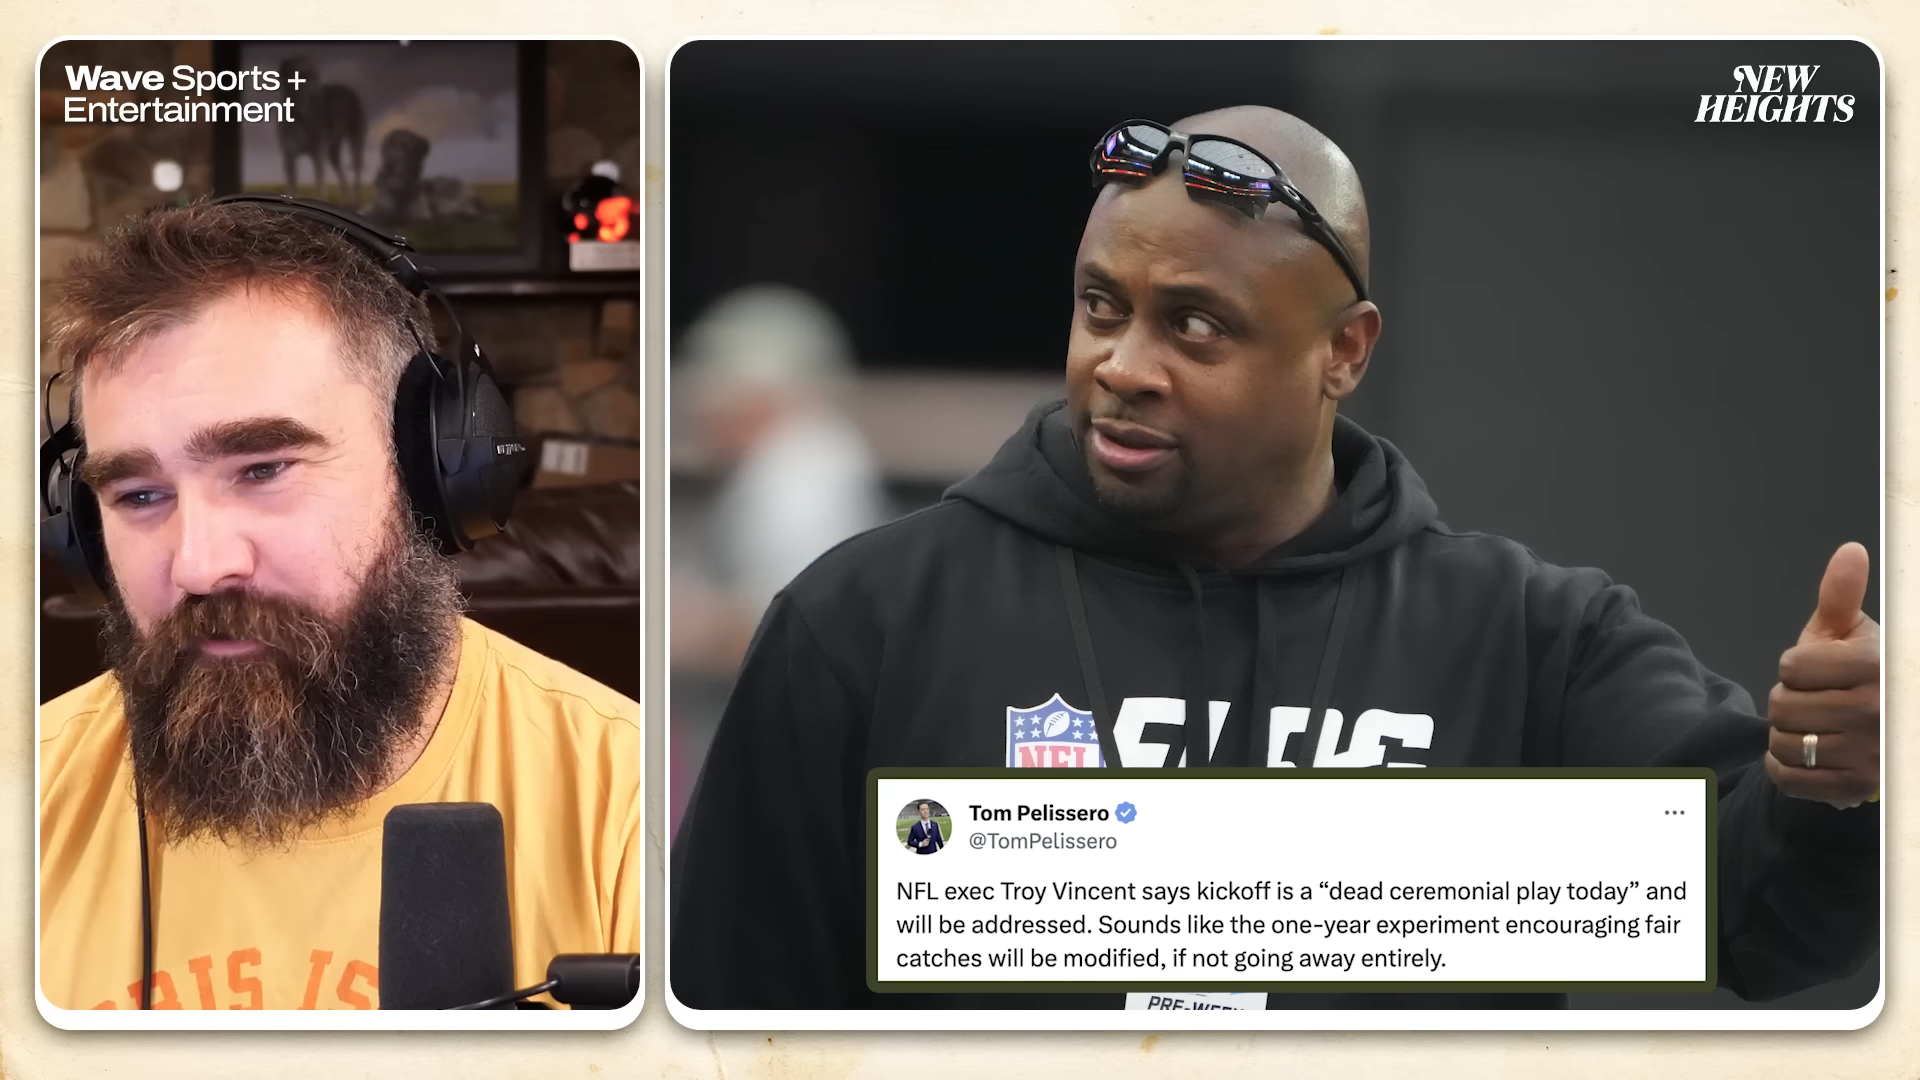 Wave Sports +
Entertainment
NEW
HEIGHTS
NFL
Tom Pelissero
@TomPelissero
NFL exec Troy Vincent says kickoff is a “dead ceremonial play today” and
will be addressed. Sounds like the one-year experiment encouraging fair
catches will be modified, if not going away entirely.